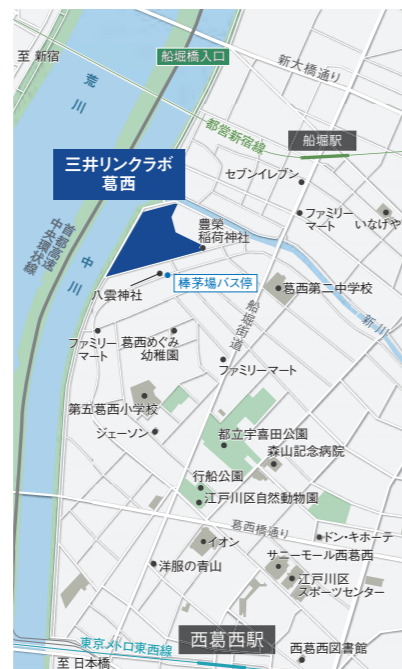 至 新宿
船堀橋入口
新大橋通り
荒川
都営新宿線
船堀駅
三井リンクラボ
葛西
セブンイレブン
首都高速
中央環状線
中川
豊榮
稲荷神社
ファミリー
マート
いなげや
棒茅場バス停
八雲神社
葛西第二中学校
新川
船堀街道
ファミリー
マート
葛西めぐみ
幼稚園
ファミリーマート
第五葛西小学校
ジェーソン
都立宇喜田公園
森山記念病院
行船公園
江戸川区自然動物園
葛西橋通り
イオン
ドン・キホーテ
洋服の青山
サニーモール西葛西
江戸川区
スポーツセンター
東京メトロ東西線
西葛西駅
至 日本橋
西葛西図書館